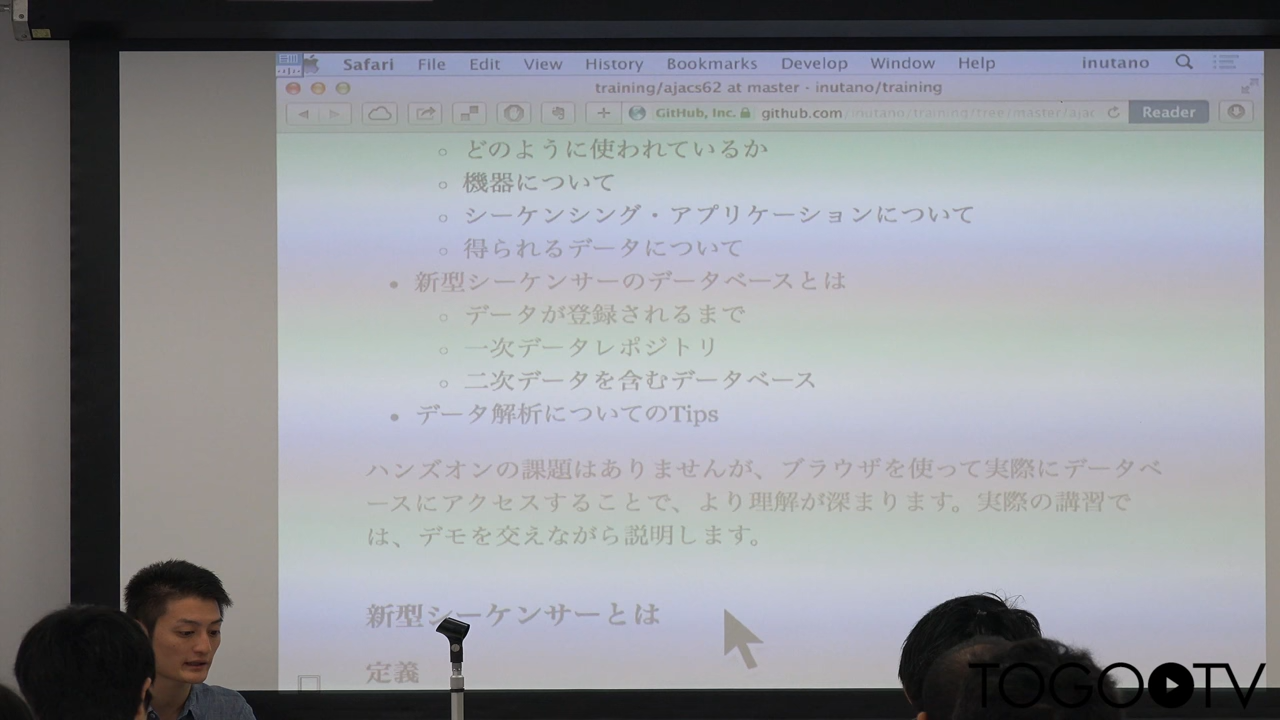 Safari File Edit View History Bookmarks Develop Window Help inutano
training/ajacs62 at master - inutano/training
GitHub, Inc. github.com/inutano/training/tree/master/ajac Reader
どのように使われているか
機器について
シーケンシング・アプリケーションについて
得られるデータについて
新型シーケンサーのデータベースとは
データが登録されるまで
一次データレポジトリ
二次データを含むデータベース
データ解析についてのTips
ハンズオンの課題はありませんが、ブラウザを使って実際にデータベ
ースにアクセスすることで、より理解が深まります。実際の講習で
は、デモを交えながら説明します。
新型シーケンサーとは
定義
TOGOTV